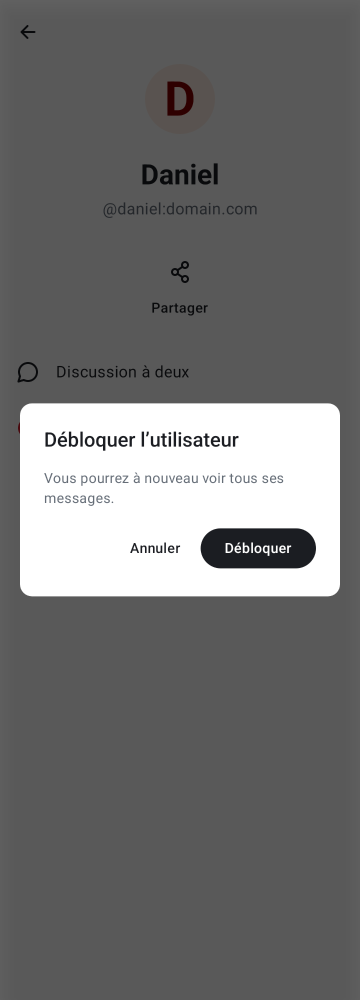 D
Daniel
@daniel:domain.com
Partager
Discussion à deux
Débloquer l’utilisateur
Vous pourrez à nouveau voir tous ses
messages.
Annuler
Débloquer